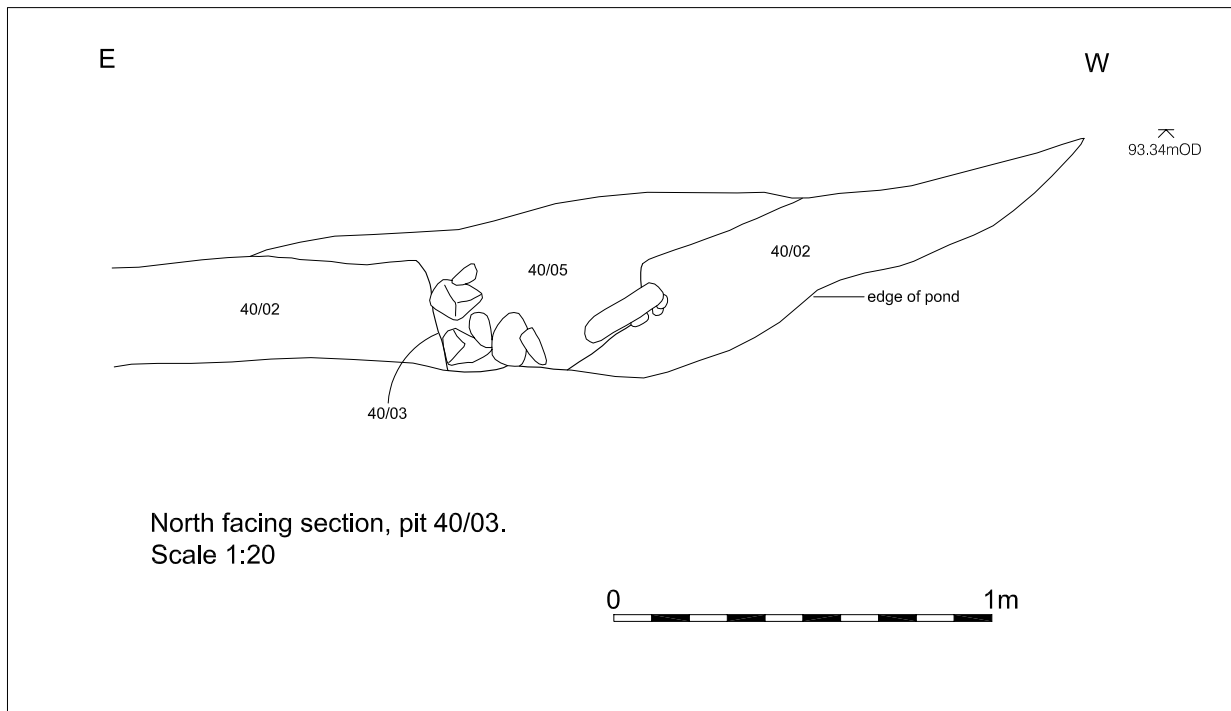 E
W
93.34mOD
40/02
40/05
40/02
edge of pond
40/03
North facing section, pit 40/03.
Scale 1:20
0 1m